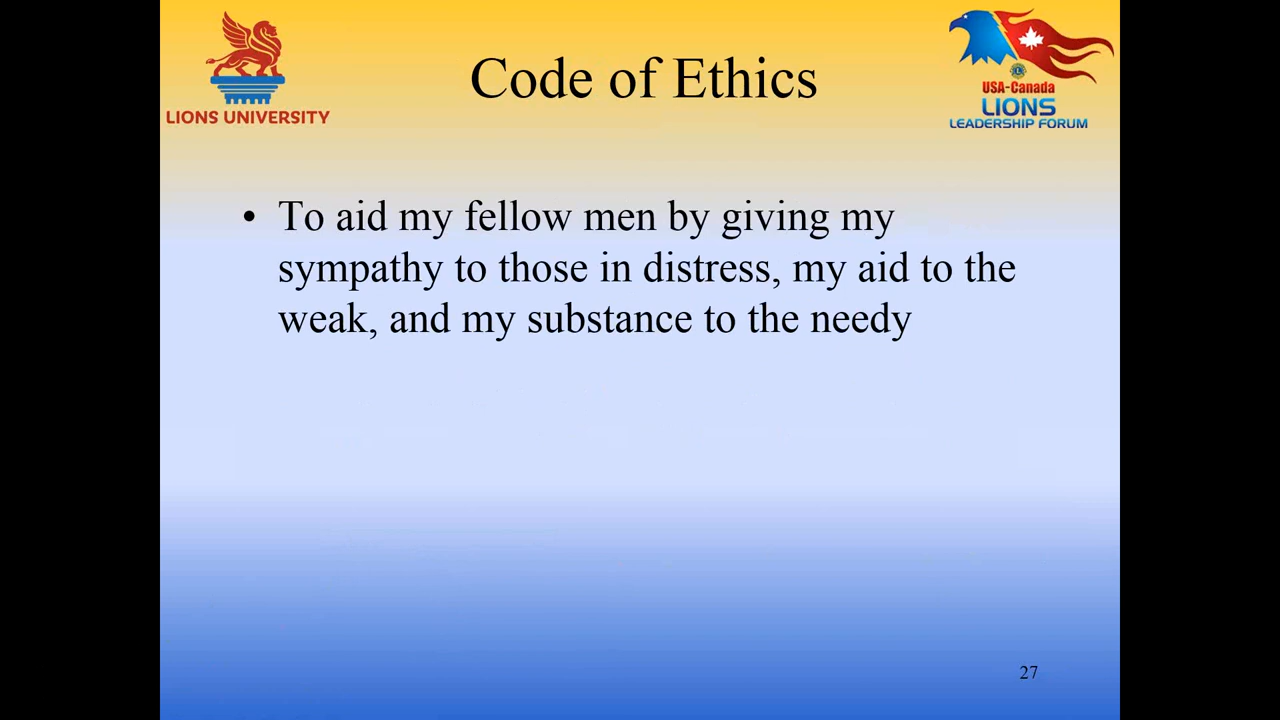 LIONS UNIVERSITY
Code of Ethics
USA-Canada
LIONS
LEADERSHIP FORUM
• To aid my fellow men by giving my
sympathy to those in distress, my aid to the
weak, and my substance to the needy
27